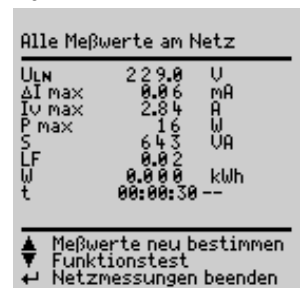 Alle Meßwerte am Netz
ULN 229.0 V
ΔI max 0.06 mA
Iv max 2.84 A
P max 16 W
S 643 VA
LF 0.02
W 0.000 kWh
t 00:00:30 --
▲ Meßwerte neu bestimmen
▼ Funktionstest
↵ Netzmessungen beenden